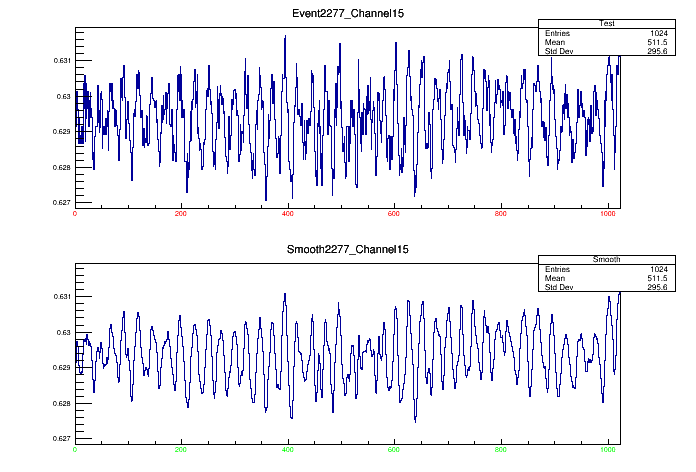 Event2277_Channel15
Test
Entries 1024
Mean 511.5
Std Dev 295.6
0.631
0.63
0.629
0.628
0.627
0 200 400 600 800 1000
Smooth2277_Channel15
Smooth
Entries 1024
Mean 511.5
Std Dev 295.6
0.631
0.63
0.629
0.628
0.627
0 200 400 600 800 1000